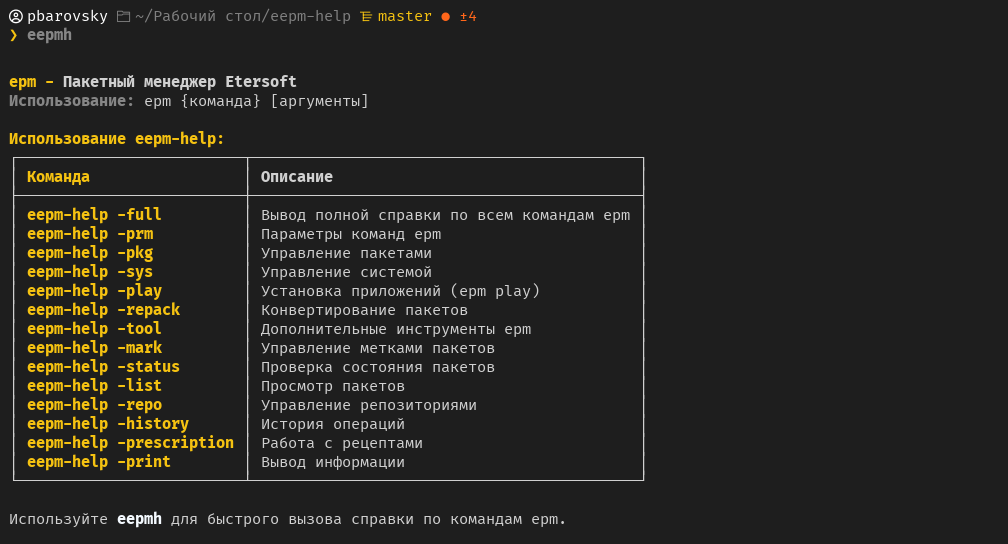 pbarovsky ~/Рабочий стол/eepm-help master ● ±4
❯ eepmh
epm - Пакетный менеджер Etersoft
Использование: epm {команда} [аргументы]
Использование eepm-help:
Команда Описание
eepm-help -full Вывод полной справки по всем командам epm
eepm-help -prm Параметры команд epm
eepm-help -pkg Управление пакетами
eepm-help -sys Управление системой
eepm-help -play Установка приложений (epm play)
eepm-help -repack Конвертирование пакетов
eepm-help -tool Дополнительные инструменты epm
eepm-help -mark Управление метками пакетов
eepm-help -status Проверка состояния пакетов
eepm-help -list Просмотр пакетов
eepm-help -repo Управление репозиториями
eepm-help -history История операций
eepm-help -prescription Работа с рецептами
eepm-help -print Вывод информации
Используйте eepmh для быстрого вызова справки по командам epm.